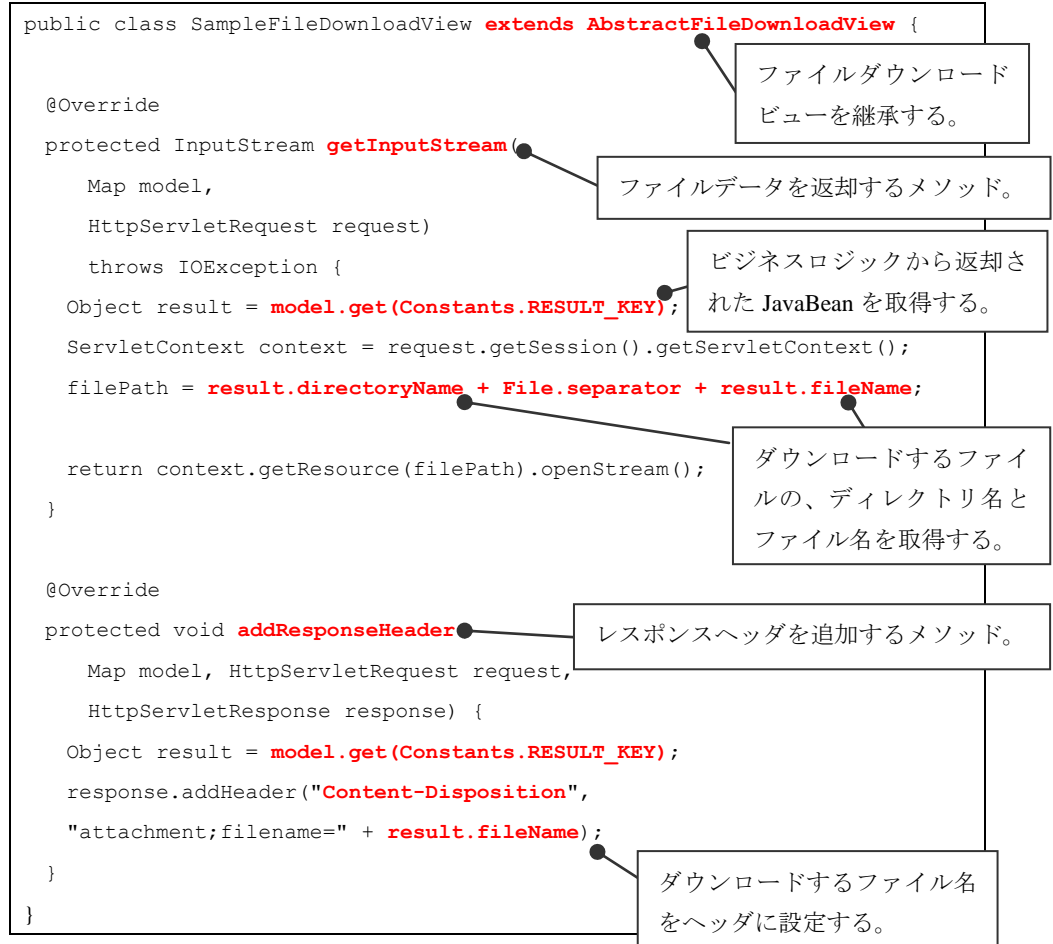 public class SampleFileDownloadView extends AbstractFileDownloadView {
ファイルダウンロード
ビューを継承する。
@Override
protected InputStream getInputStream(
ファイルデータを返却するメソッド。
Map model,
HttpServletRequest request)
throws IOException {
ビジネスロジックから返却さ
れた JavaBean を取得する。
Object result = model.get(Constants.RESULT_KEY);
ServletContext context = request.getSession().getServletContext();
filePath = result.directoryName + File.separator + result.fileName;
ダウンロードするファイ
ルの、ディレクトリ名と
ファイル名を取得する。
return context.getResource(filePath).openStream();
}
@Override
protected void addResponseHeader
レスポンスヘッダを追加するメソッド。
Map model, HttpServletRequest request,
HttpServletResponse response) {
Object result = model.get(Constants.RESULT_KEY);
response.addHeader("Content-Disposition",
"attachment;filename=" + result.fileName);
ダウンロードするファイル名
をヘッダに設定する。
}
}